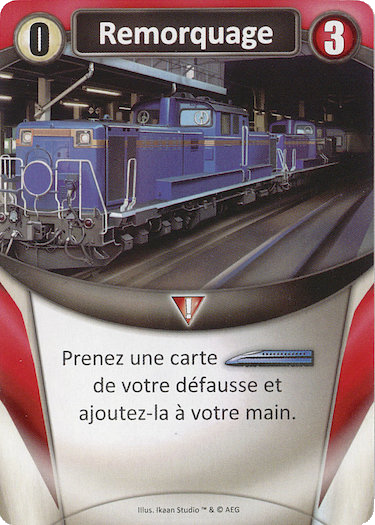 0 Remorquage 3
!
Prenez une carte
de votre défausse et
ajoutez-la à votre main.
Illus. Ikaan Studio ™ & © AEG